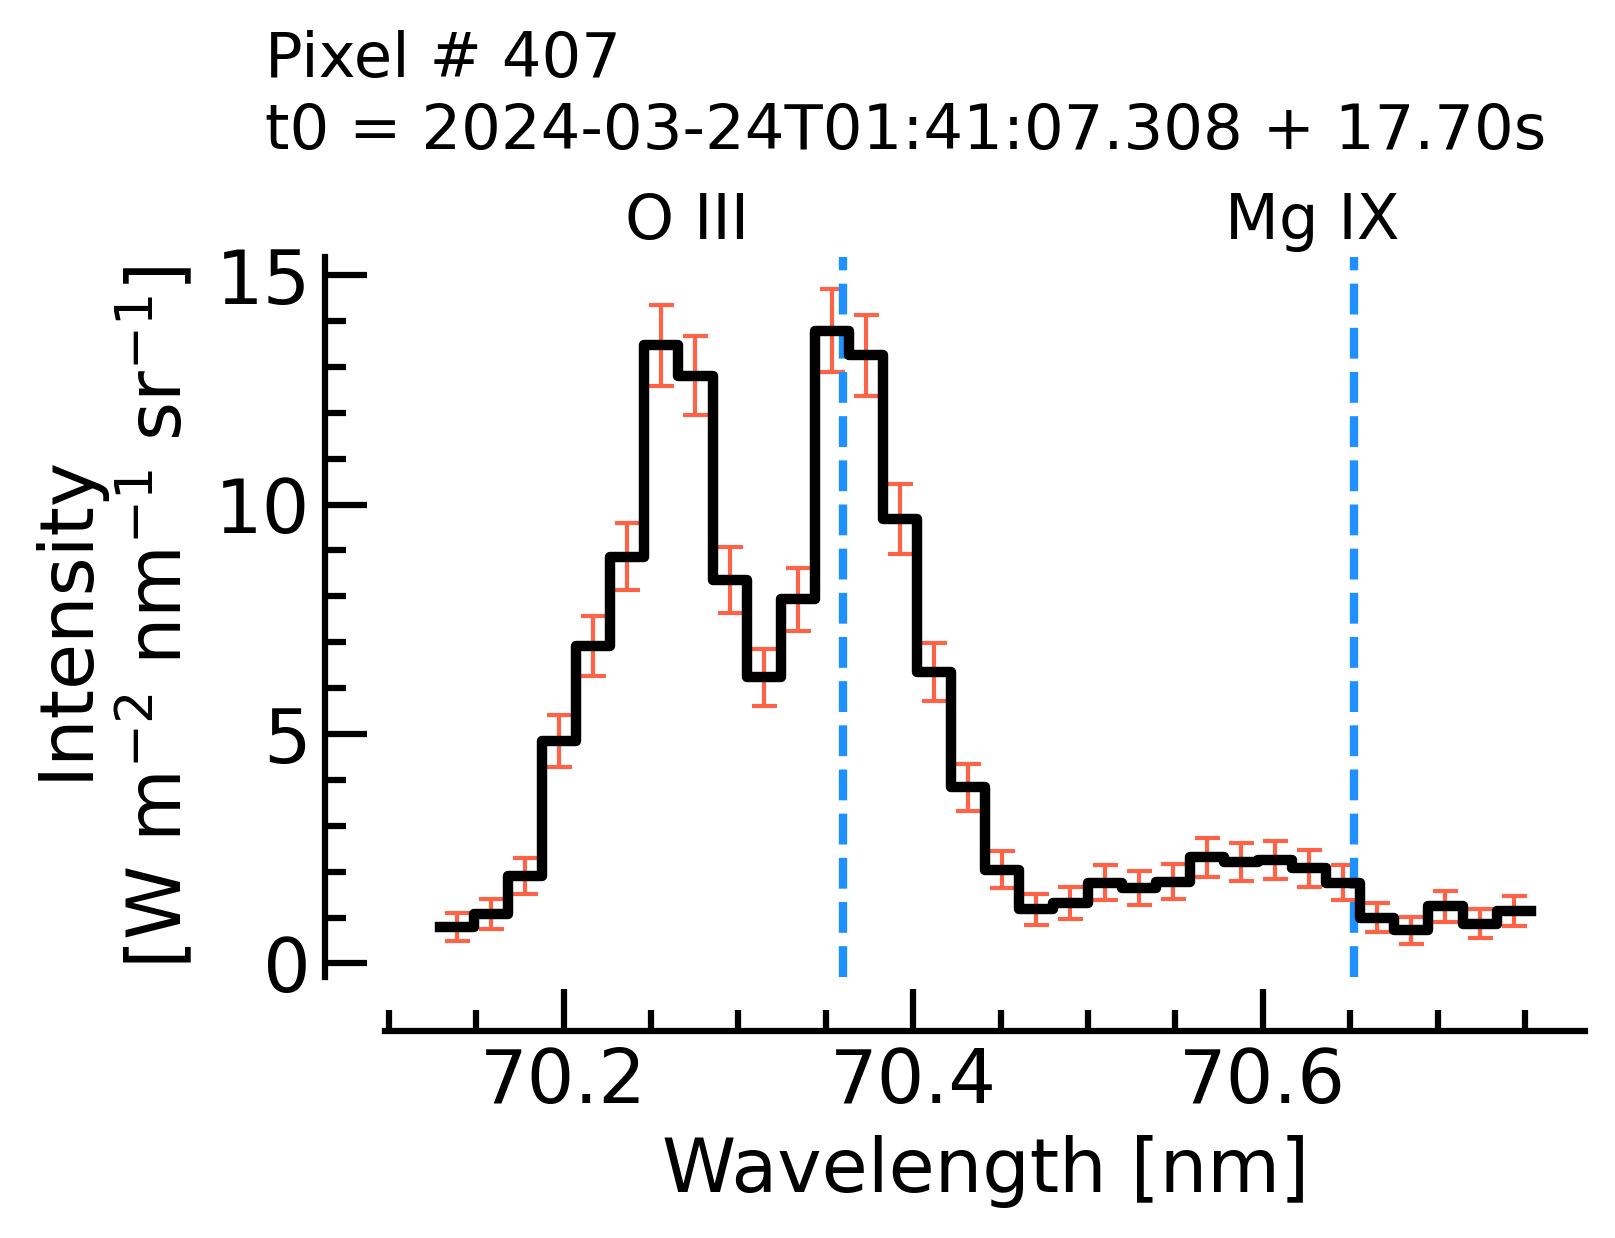 Pixel # 407
t0 = 2024-03-24T01:41:07.308 + 17.70s
O III
Mg IX
15
10
5
0
Intensity
[W m⁻² nm⁻¹ sr⁻¹]
70.2
70.4
70.6
Wavelength [nm]